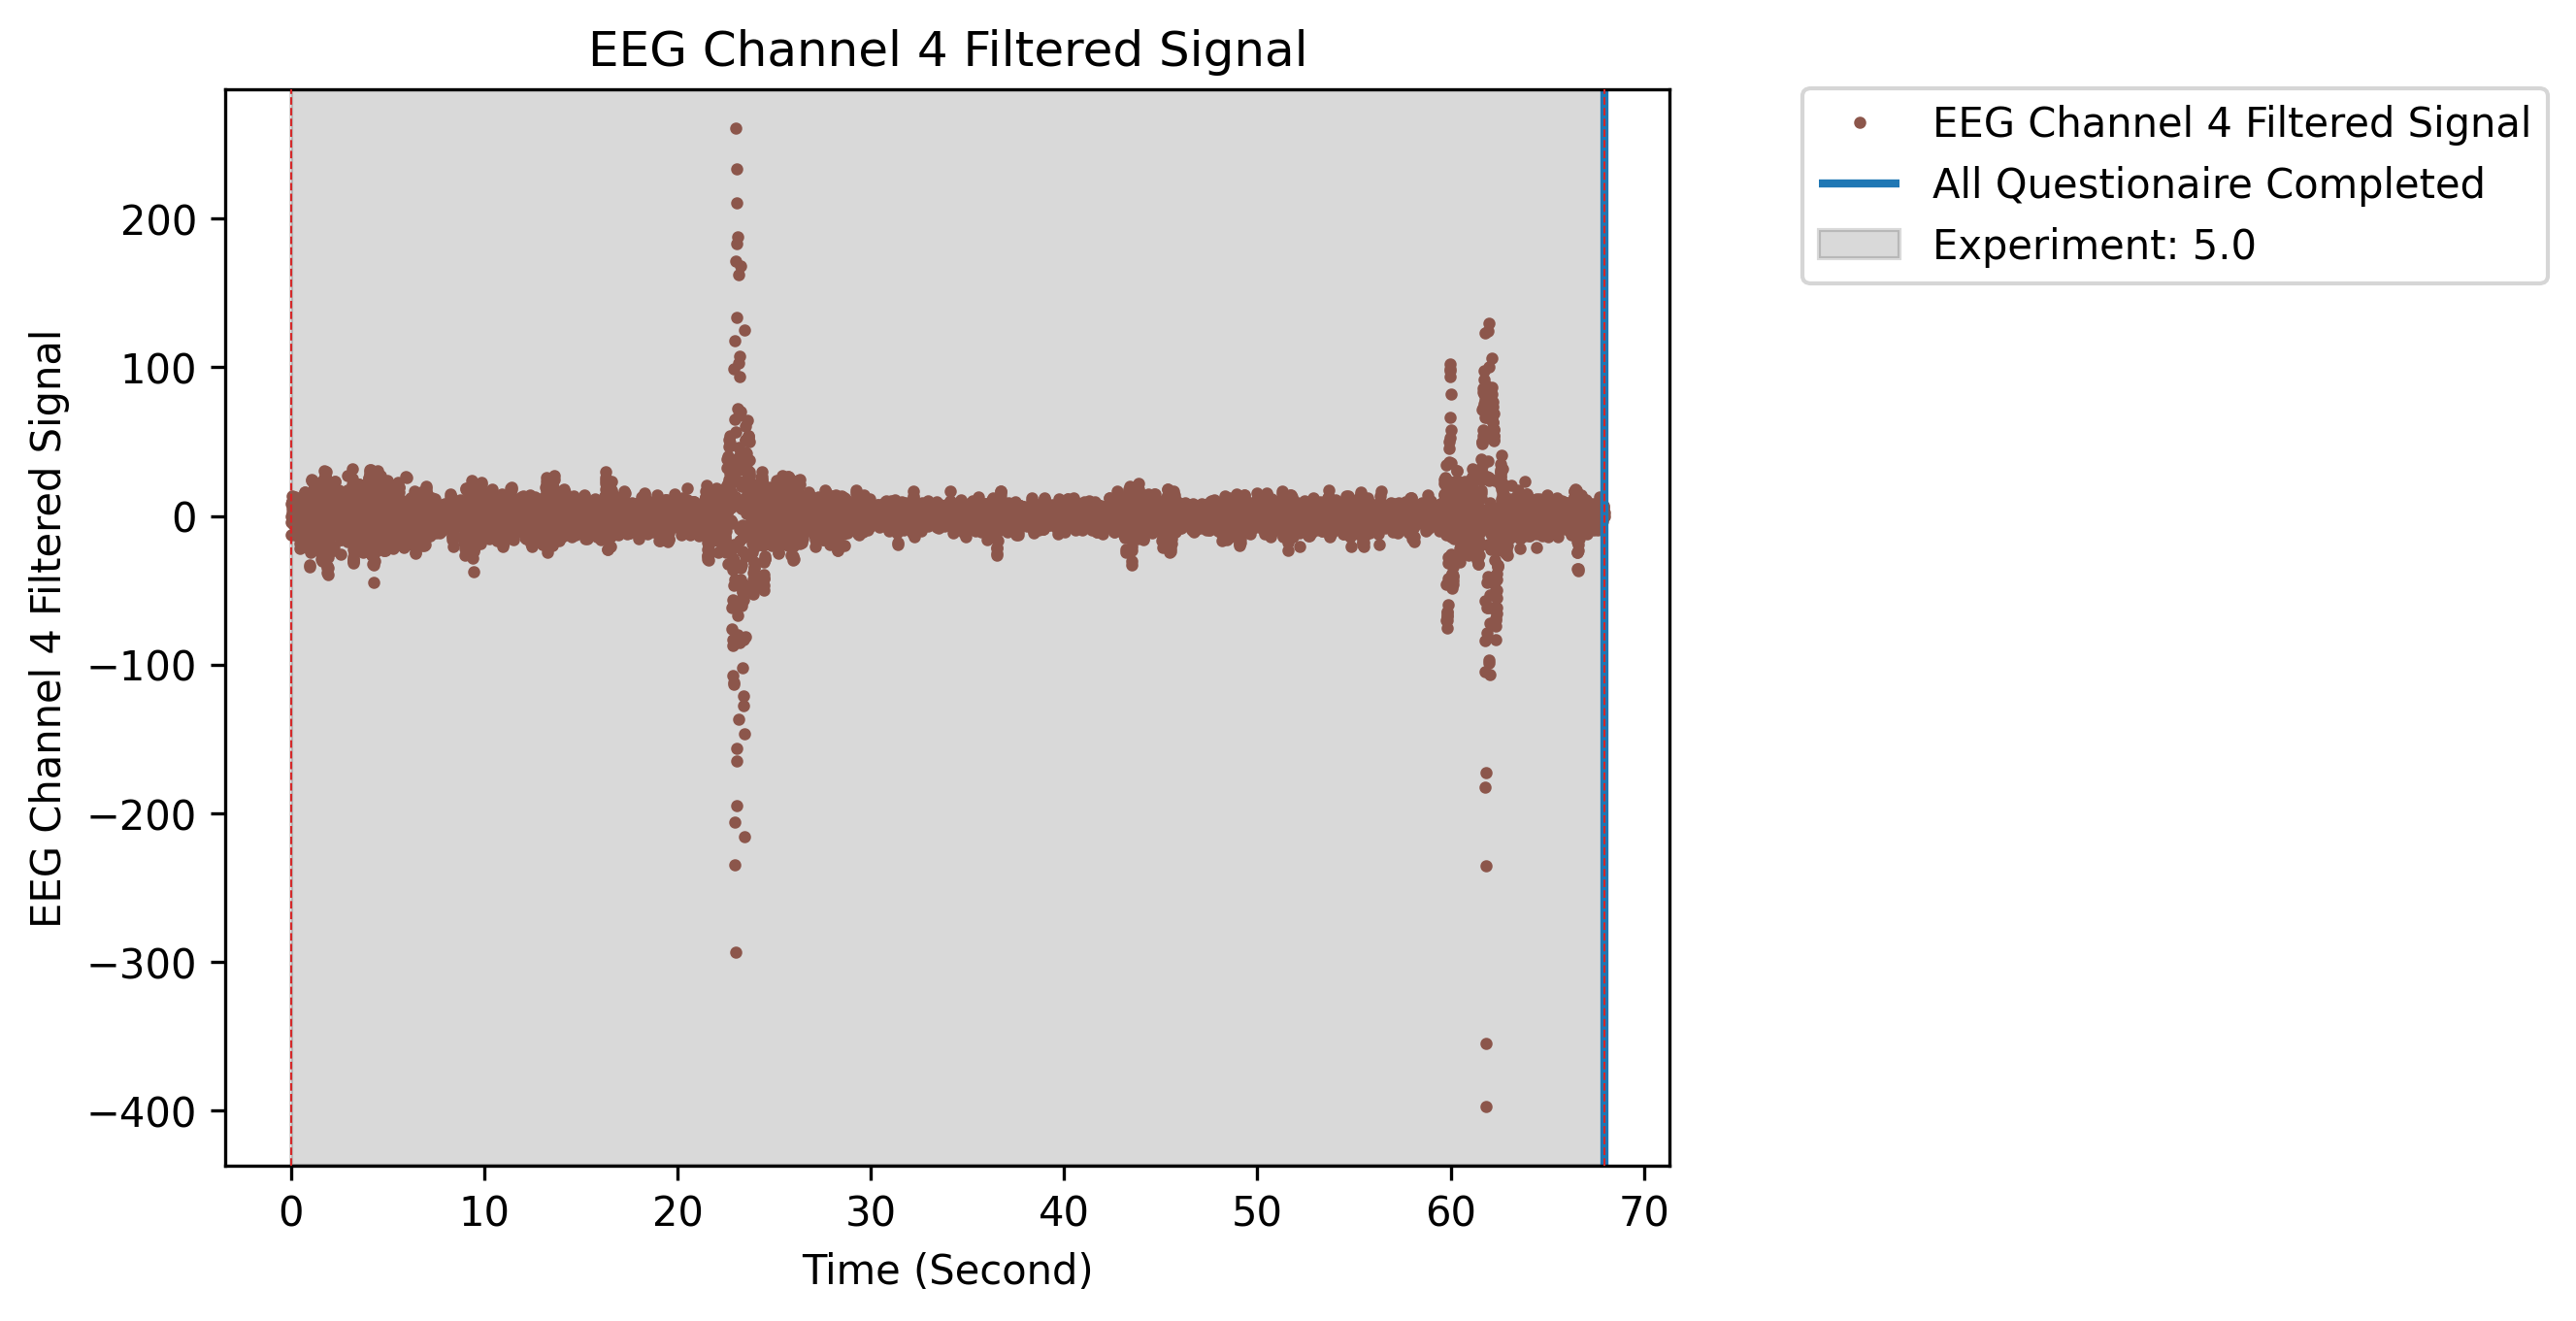 EEG Channel 4 Filtered Signal
EEG Channel 4 Filtered Signal
200
100
0
−100
−200
−300
−400
0 10 20 30 40 50 60 70
Time (Second)
EEG Channel 4 Filtered Signal
All Questionaire Completed
Experiment: 5.0